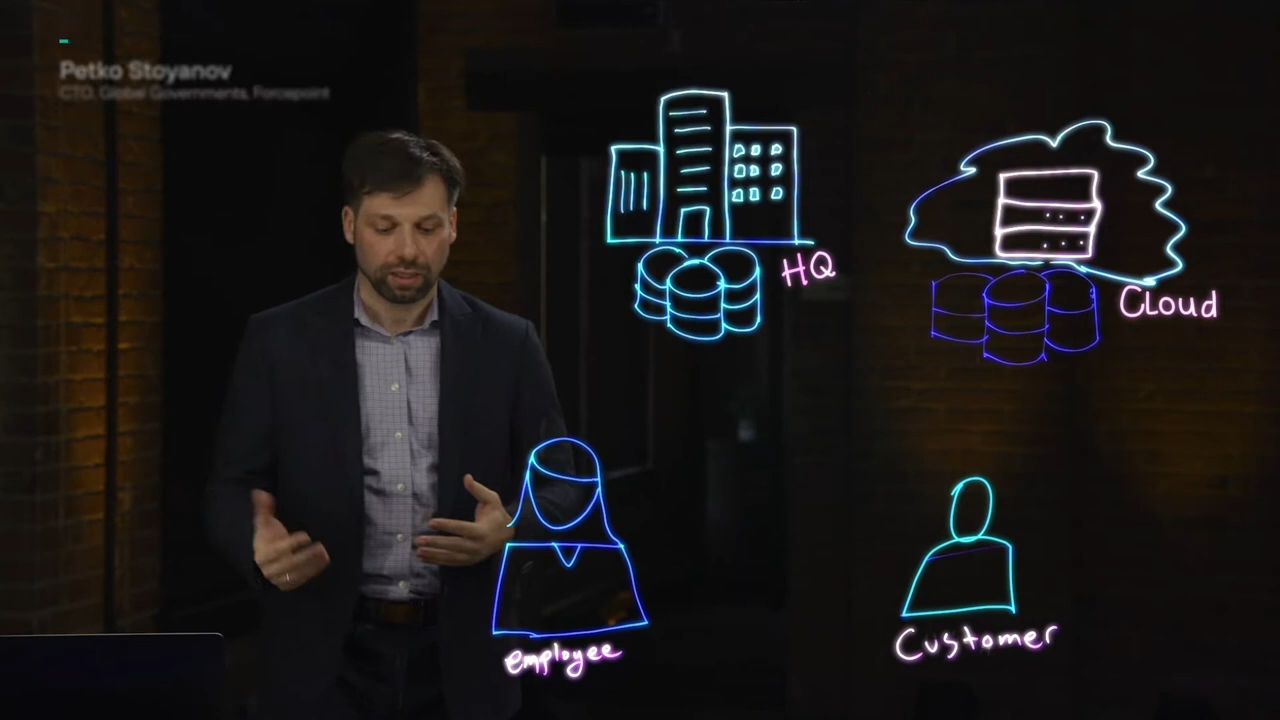 Petko Stoyanov
CTO, Global Governments, Forcepoint
HQ
Cloud
employee
Customer